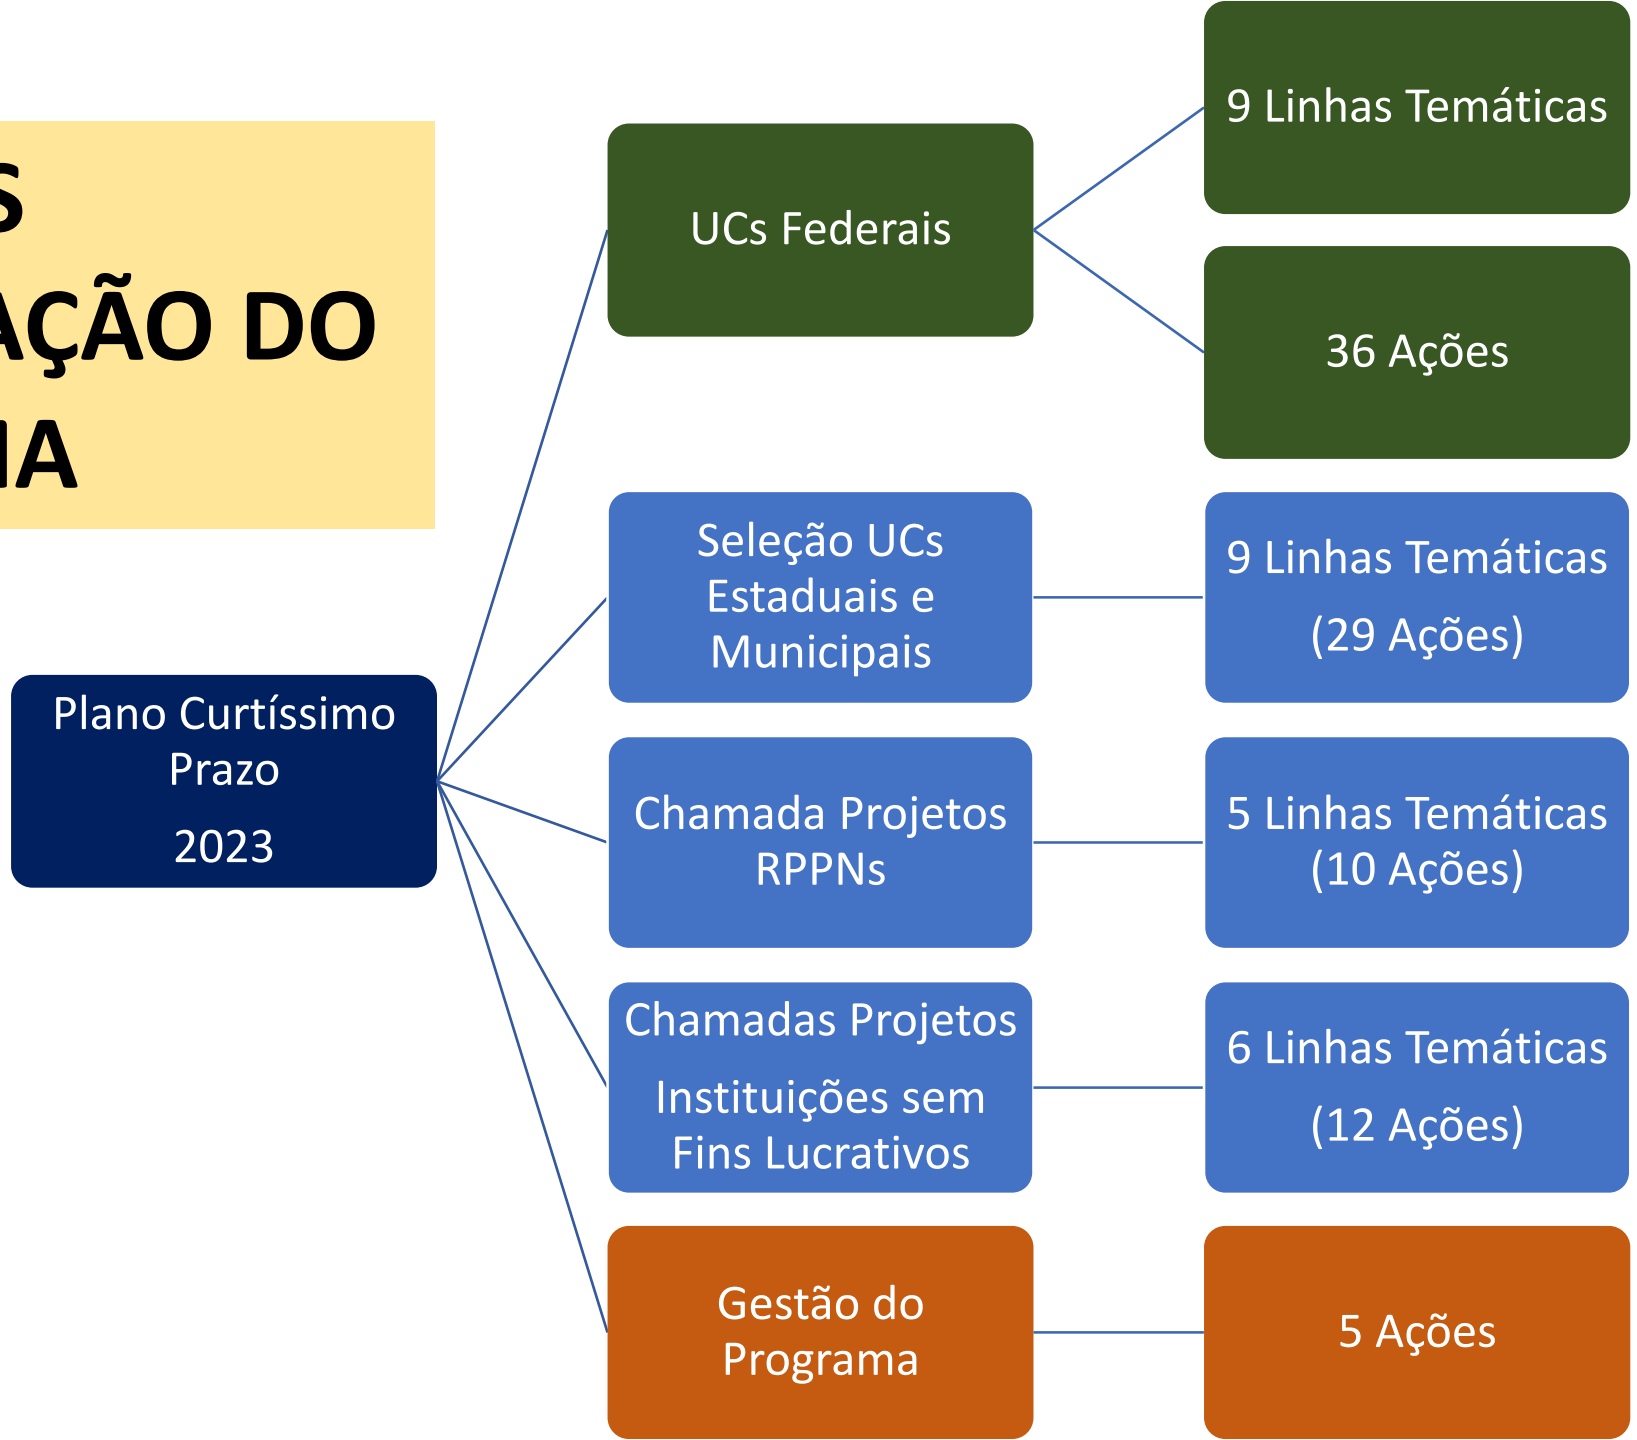 S
AÇÃO DO
Plano Curtíssimo
Prazo
2023
UCs Federais
9 Linhas Temáticas
36 Ações
Seleção UCs
Estaduais e
Municipais
9 Linhas Temáticas
(29 Ações)
Chamada Projetos
RPPNs
5 Linhas Temáticas
(10 Ações)
Chamadas Projetos
Instituições sem
Fins Lucrativos
6 Linhas Temáticas
(12 Ações)
Gestão do
Programa
5 Ações